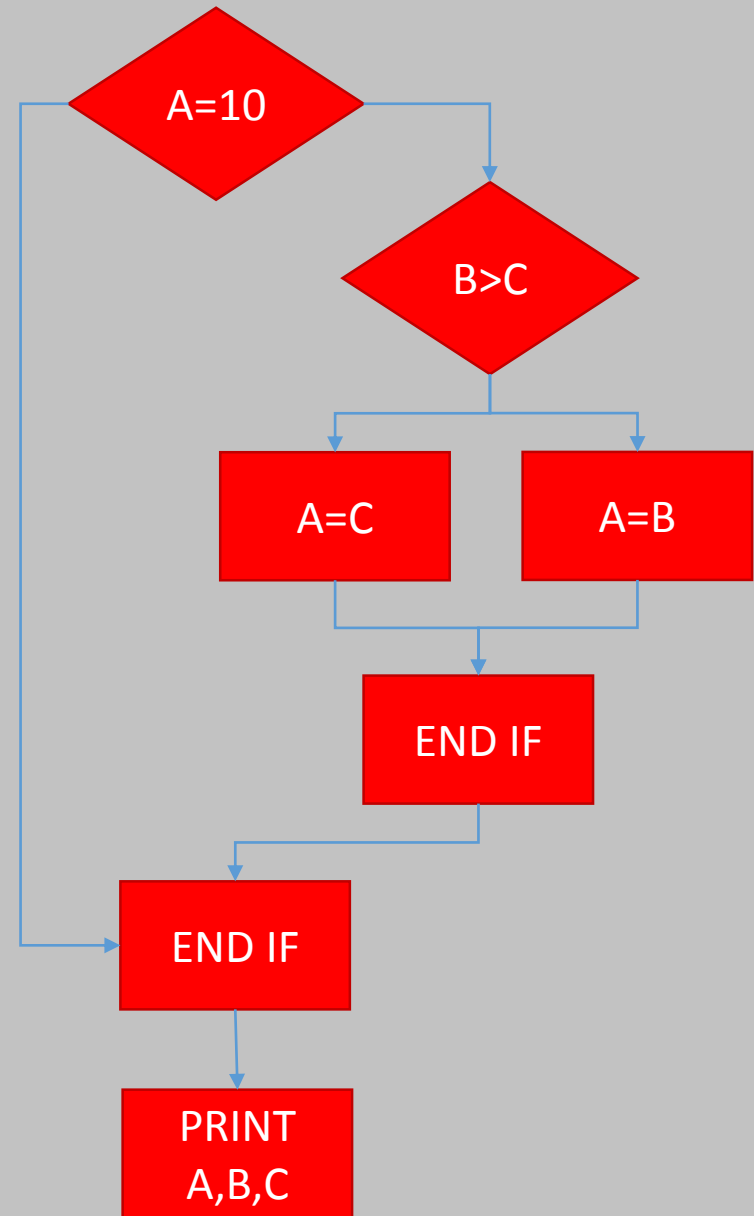 A=10
B>C
A=C
A=B
END IF
END IF
PRINT
A,B,C